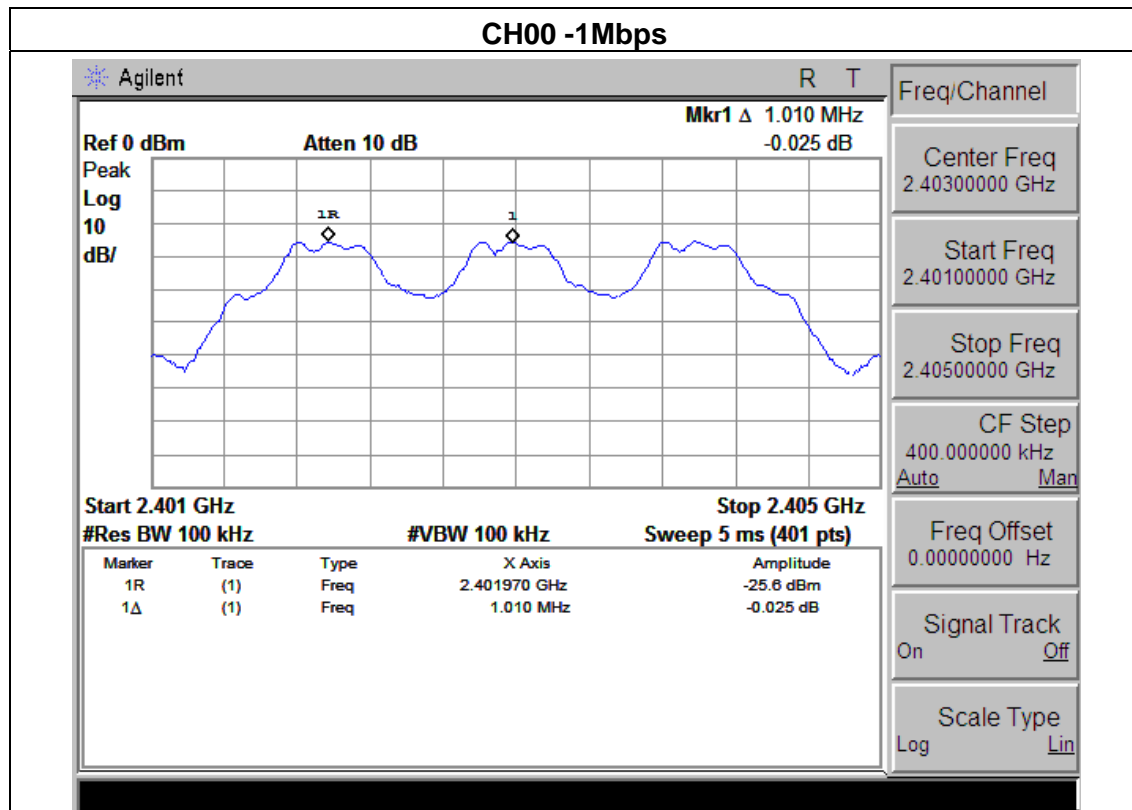 CH00 -1Mbps
Agilent R T
Mkr1 Δ 1.010 MHz
Ref 0 dBm Atten 10 dB -0.025 dB
Peak
Log
10
dB/
1R 1
Start 2.401 GHz Stop 2.405 GHz
#Res BW 100 kHz #VBW 100 kHz Sweep 5 ms (401 pts)
Marker Trace Type X Axis Amplitude
1R (1) Freq 2.401970 GHz -25.6 dBm
1Δ (1) Freq 1.010 MHz -0.025 dB
Freq/Channel
Center Freq
2.40300000 GHz
Start Freq
2.40100000 GHz
Stop Freq
2.40500000 GHz
CF Step
400.000000 kHz
Auto Man
Freq Offset
0.00000000 Hz
Signal Track
On Off
Scale Type
Log Lin